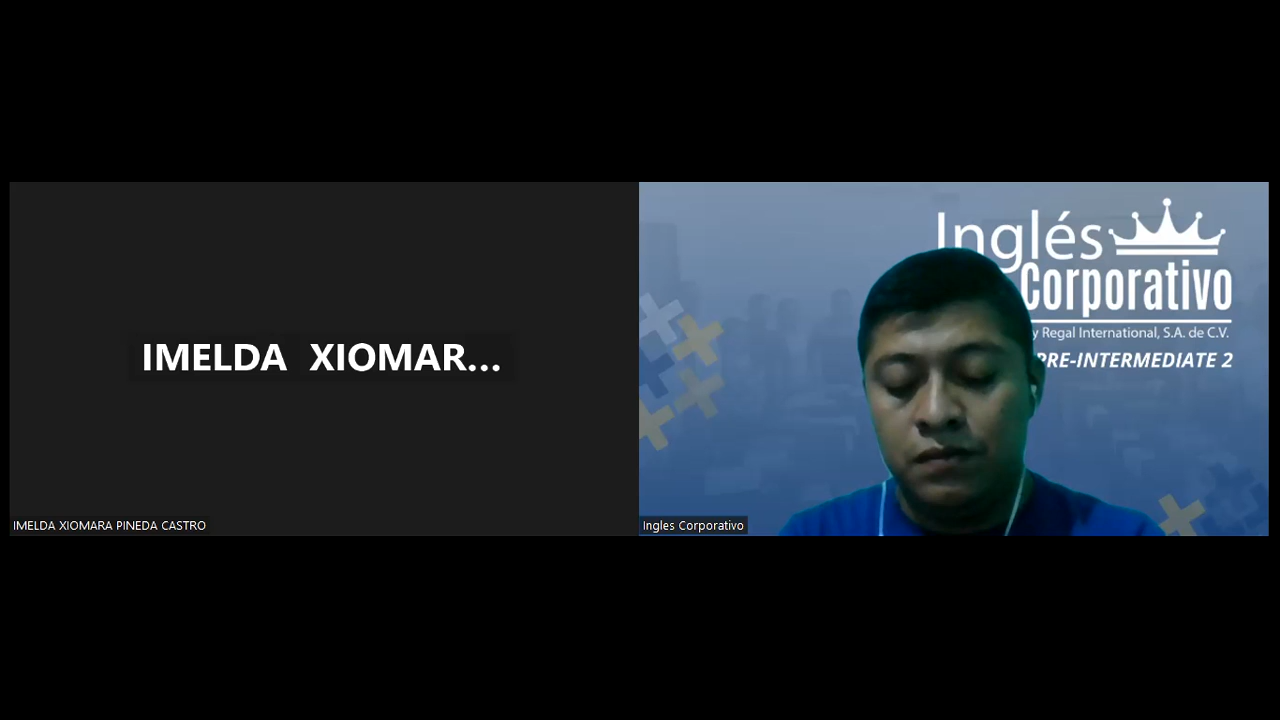 IMELDA XIOMAR...
IMELDA XIOMARA PINEDA CASTRO
Inglés
Corporativo
y Regal International, S.A. de C.V.
PRE-INTERMEDIATE 2
Ingles Corporativo